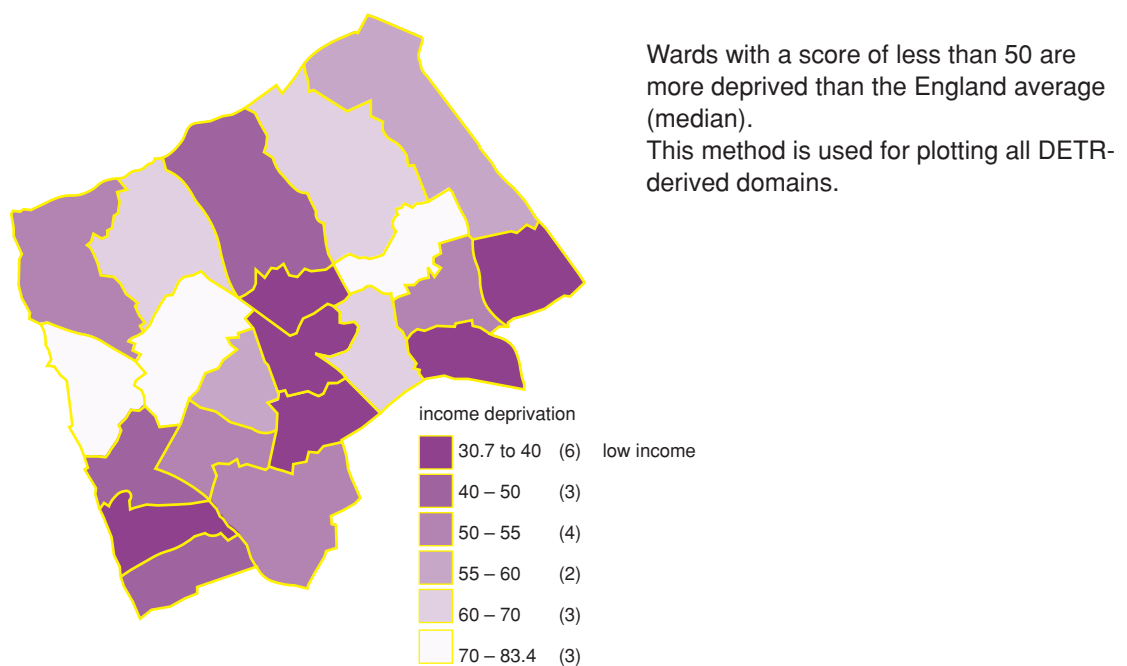 Wards with a score of less than 50 are
more deprived than the England average
(median).
This method is used for plotting all DETR-
derived domains.
income deprivation
30.7 to 40 (6) low income
40 – 50 (3)
50 – 55 (4)
55 – 60 (2)
60 – 70 (3)
70 – 83.4 (3)